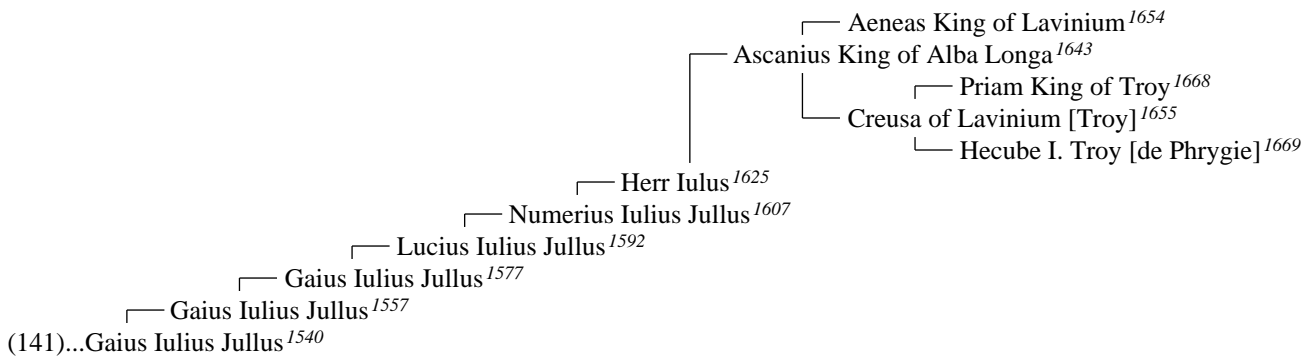 Aeneas King of Lavinium1654
Ascanius King of Alba Longa1643
Priam King of Troy1668
Creusa of Lavinium [Troy]1655
Hecube I. Troy [de Phrygie]1669
Herr Iulus1625
Numerius Iulius Jullus1607
Lucius Iulius Jullus1592
Gaius Iulius Jullus1577
Gaius Iulius Jullus1557
(141)...Gaius Iulius Jullus1540